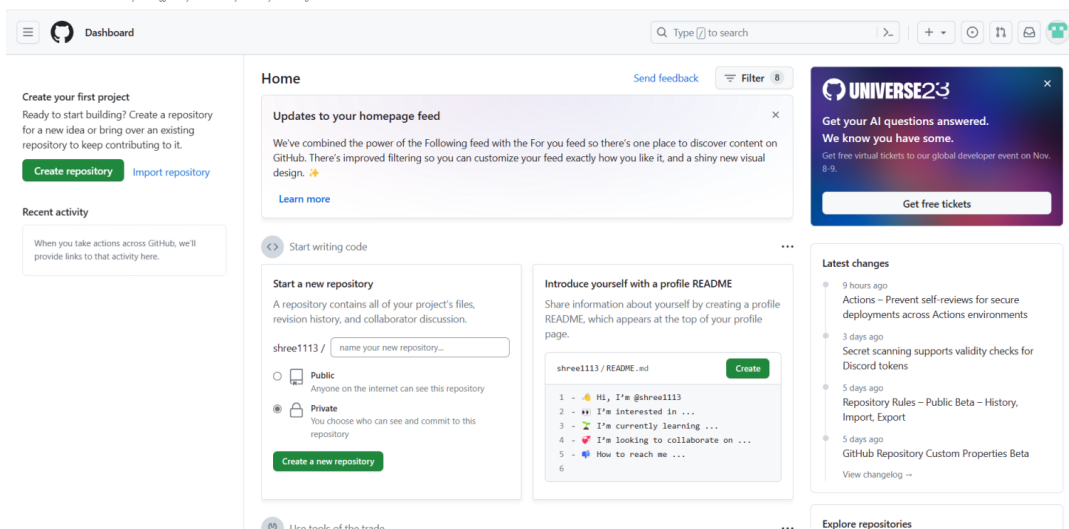 Dashboard
Type / to search
Create your first project
Ready to start building? Create a repository
for a new idea or bring over an existing
repository to keep contributing to it.
Create repository
Import repository
Recent activity
When you take actions across GitHub, we'll
provide links to that activity here.
Home
Send feedback
Filter 8
Updates to your homepage feed
We've combined the power of the Following feed with the For you feed so there's one place to discover content on
GitHub. There's improved filtering so you can customize your feed exactly how you like it, and a shiny new visual
design. ✨
Learn more
Start writing code
Start a new repository
A repository contains all of your project's files,
revision history, and collaborator discussion.
shree1113 / name your new repository...
Public
Anyone on the internet can see this repository
Private
You choose who can see and commit to this
repository
Create a new repository
Introduce yourself with a profile README
Share information about yourself by creating a profile
README, which appears at the top of your profile
page.
shree1113/README.md
Create
1 - 👋 Hi, I'm @shree1113
2 - 👀 I'm interested in ...
3 - 🌱 I'm currently learning ...
4 - 💞️ I'm looking to collaborate on ...
5 - 📫 How to reach me ...
6
Use tools of the trade
UNIVERSE23
Get your AI questions answered.
We know you have some.
Get free virtual tickets to our global developer event on Nov.
8-9.
Get free tickets
Latest changes
9 hours ago
Actions – Prevent self-reviews for secure
deployments across Actions environments
3 days ago
Secret scanning supports validity checks for
Discord tokens
5 days ago
Repository Rules – Public Beta – History,
Import, Export
5 days ago
GitHub Repository Custom Properties Beta
View changelog →
Explore repositories